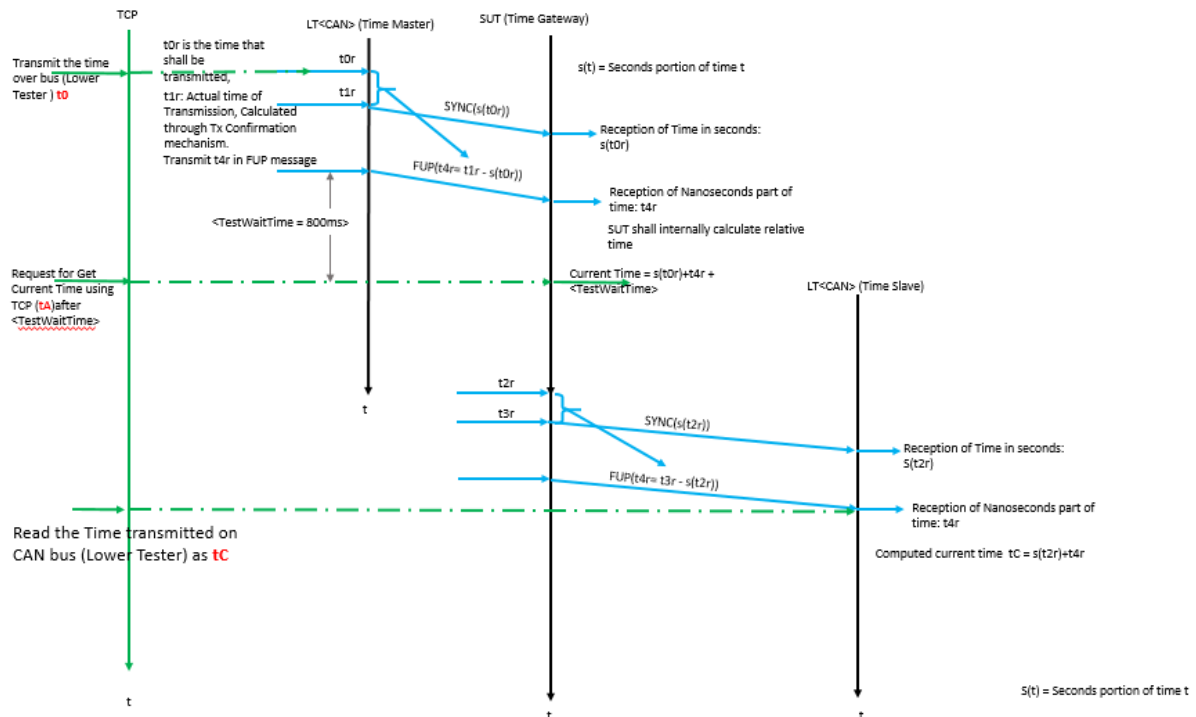 TCP
LT<CAN> (Time Master)
SUT (Time Gateway)
Transmit the time
over bus (Lower
Tester ) t0
t0r is the time that
shall be
transmitted,
t1r: Actual time of
Transmission, Calculated
through Tx Confirmation
mechanism.
Transmit t4r in FUP message
t0r
t1r
s(t) = Seconds portion of time t
SYNC(s(t0r))
Reception of Time in seconds:
s(t0r)
FUP(t4r= t1r - s(t0r))
Reception of Nanoseconds part of
time: t4r
SUT shall internally calculate relative
time
<TestWaitTime = 800ms>
Request for Get
Current Time using
TCP (tA)after
<TestWaitTime>
Current Time = s(t0r)+t4r +
<TestWaitTime>
LT<CAN> (Time Slave)
t2r
t3r
t
SYNC(s(t2r))
Reception of Time in seconds:
S(t2r)
FUP(t4r= t3r - s(t2r))
Reception of Nanoseconds part of
time: t4r
Read the Time transmitted on
CAN bus (Lower Tester) as tC
Computed current time  tC = s(t2r)+t4r
S(t) = Seconds portion of time t
t
t
t